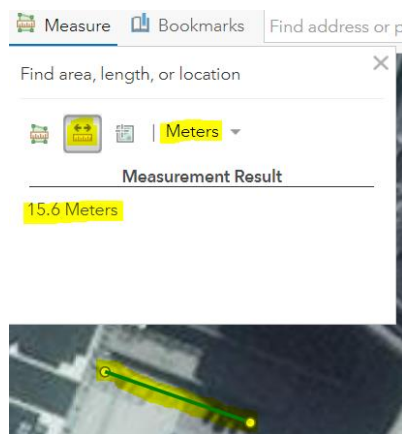 Measure Bookmarks Find address or p
Find area, length, or location
| Meters
Measurement Result
15.6 Meters